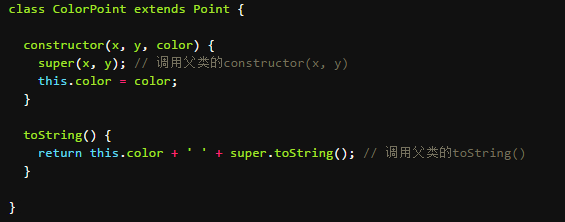 class ColorPoint extends Point {
constructor(x, y, color) {
super(x, y); // 调用父类的constructor(x, y)
this.color = color;
}
toString() {
return this.color + ' ' + super.toString(); // 调用父类的toString()
}
}